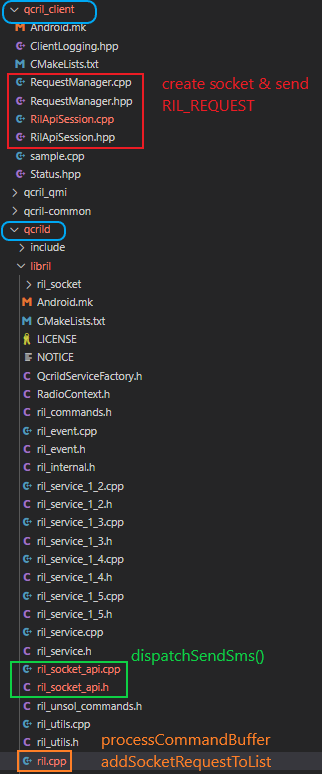 qcril_client
Android.mk
ClientLogging.hpp
CMakeLists.txt
RequestManager.cpp
RequestManager.hpp
RilApiSession.cpp
RilApiSession.hpp
create socket & send
RIL_REQUEST
sample.cpp
Status.hpp
qcril_qmi
qcril-common
qcrild
include
libril
ril_socket
Android.mk
CMakeLists.txt
LICENSE
NOTICE
QcrildServiceFactory.h
RadioContext.h
ril_commands.h
ril_event.cpp
ril_event.h
ril_internal.h
ril_service_1_2.cpp
ril_service_1_2.h
ril_service_1_3.cpp
ril_service_1_3.h
ril_service_1_4.cpp
ril_service_1_4.h
ril_service_1_5.cpp
ril_service_1_5.h
ril_service.cpp
ril_service.h
dispatchSendSms()
ril_socket_api.cpp
ril_socket_api.h
ril_unsol_commands.h
ril_utils.cpp
ril_utils.h
processCommandBuffer
ril.cpp
addSocketRequestToList